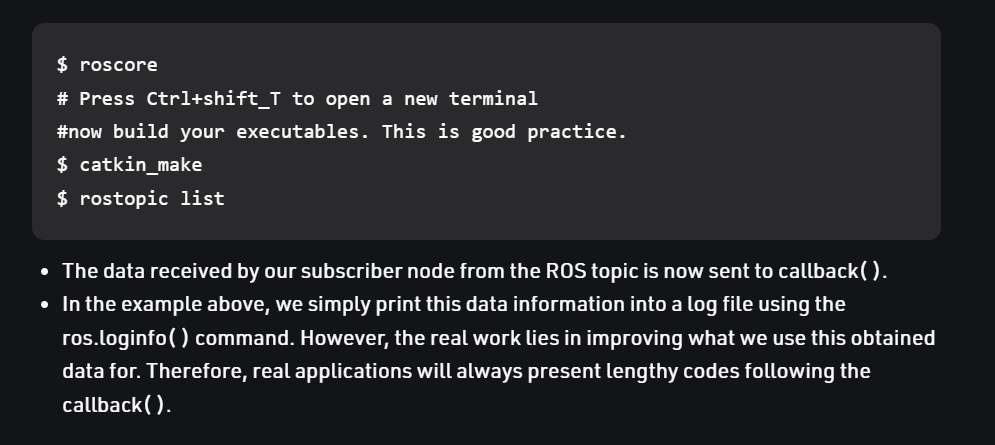 $ roscore
# Press Ctrl+shift_T to open a new terminal
#now build your executables. This is good practice.
$ catkin_make
$ rostopic list
• The data received by our subscriber node from the ROS topic is now sent to callback( ).
• In the example above, we simply print this data information into a log file using the
ros.loginfo( ) command. However, the real work lies in improving what we use this obtained
data for. Therefore, real applications will always present lengthy codes following the
callback( ).